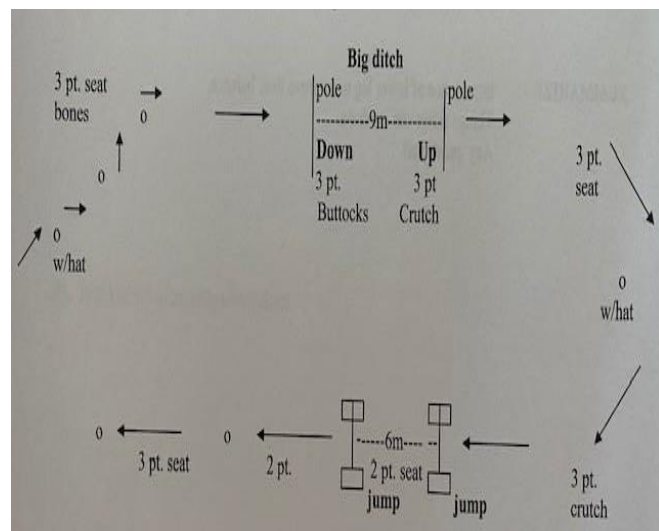 Big ditch
3 pt. seat
bones
o
pole
pole
9m
Down
Up
3 pt.
Buttocks
3 pt
Crutch
o
o
w/hat
3 pt.
seat
o
w/hat
3 pt.
crutch
6m
2 pt. seat
jump
jump
2 pt.
o
3 pt. seat
o